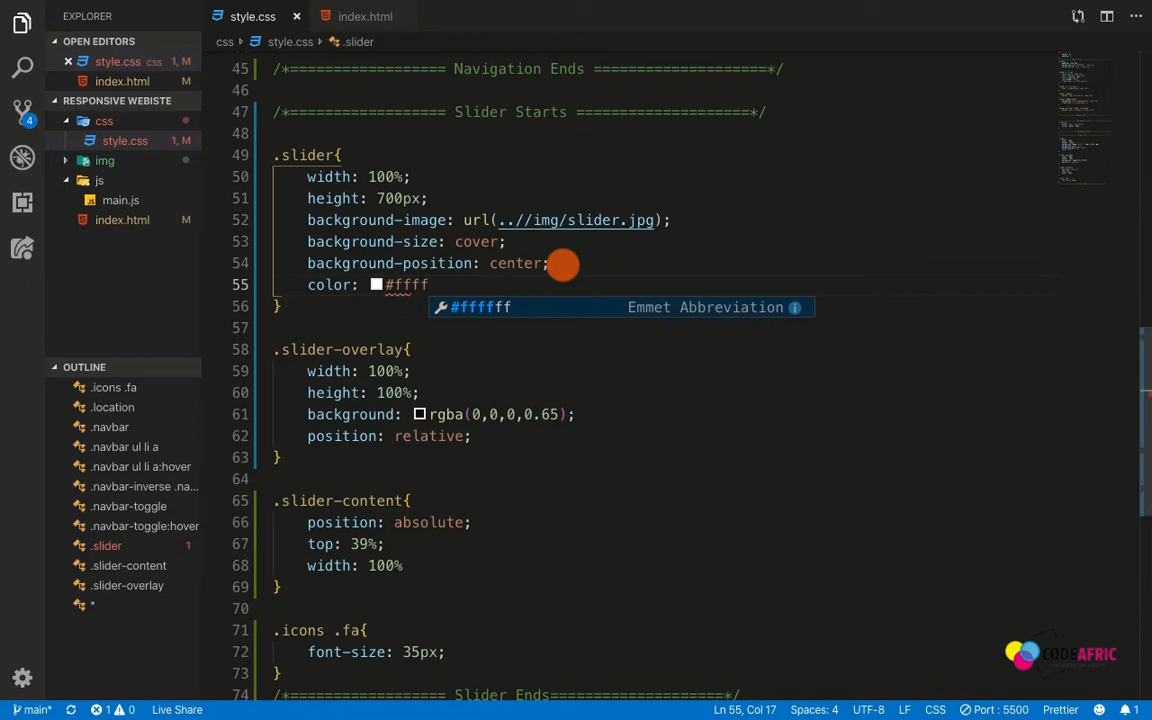 EXPLORER
style.css
index.html
OPEN EDITORS
css
style.css
.slider
style.css css 1, M
index.html M
RESPONSIVE WEBISTE
css
style.css 1, M
img
js
main.js
index.html M
4
45 /*================== Navigation Ends ====================*/
46
47 /*================== Slider Starts ==================*/
48
49 .slider{
50 width: 100%;
51 height: 700px;
52 background-image: url(..//img/slider.jpg);
53 background-size: cover;
54 background-position: center;
55 color: #ffff
#ffffff Emmet Abbreviation
56 }
57
58 .slider-overlay{
59 width: 100%;
60 height: 100%;
61 background: rgba(0,0,0,0.65);
62 position: relative;
63 }
64
65 .slider-content{
66 position: absolute;
67 top: 39%;
68 width: 100%
69 }
70
71 .icons .fa{
72 font-size: 35px;
73 }
74 /*================== Slider Ends==================*/
OUTLINE
.icons .fa
.location
.navbar
.navbar ul li a
.navbar ul li a:hover
.navbar-inverse .na...
.navbar-toggle
.navbar-toggle:hover
.slider 1
.slider-content
.slider-overlay
*
CODEAFRIC
main* 1 0 Live Share Ln 55, Col 17 Spaces: 4 UTF-8 LF CSS Port : 5500 Prettier 1